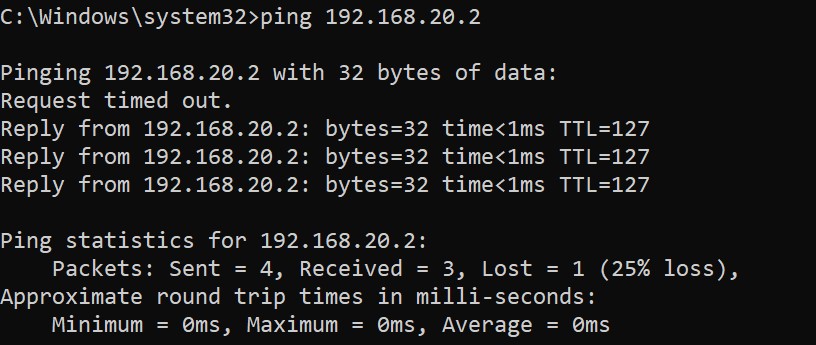 C:\Windows\system32>ping 192.168.20.2
Pinging 192.168.20.2 with 32 bytes of data:
Request timed out.
Reply from 192.168.20.2: bytes=32 time<1ms TTL=127
Reply from 192.168.20.2: bytes=32 time<1ms TTL=127
Reply from 192.168.20.2: bytes=32 time<1ms TTL=127
Ping statistics for 192.168.20.2:
    Packets: Sent = 4, Received = 3, Lost = 1 (25% loss),
Approximate round trip times in milli-seconds:
    Minimum = 0ms, Maximum = 0ms, Average = 0ms